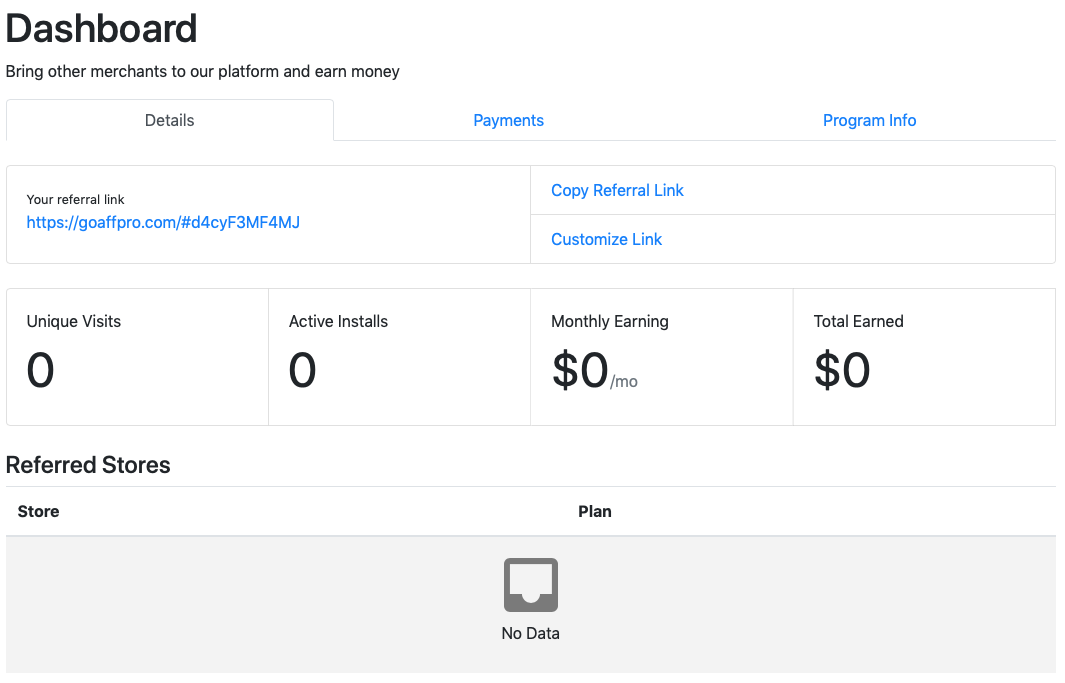 Dashboard
Bring other merchants to our platform and earn money
Details
Payments
Program Info
Your referral link
https://goaffpro.com/#d4cyF3MF4MJ
Copy Referral Link
Customize Link
Unique Visits
0
Active Installs
0
Monthly Earning
$0/mo
Total Earned
$0
Referred Stores
Store
Plan
No Data